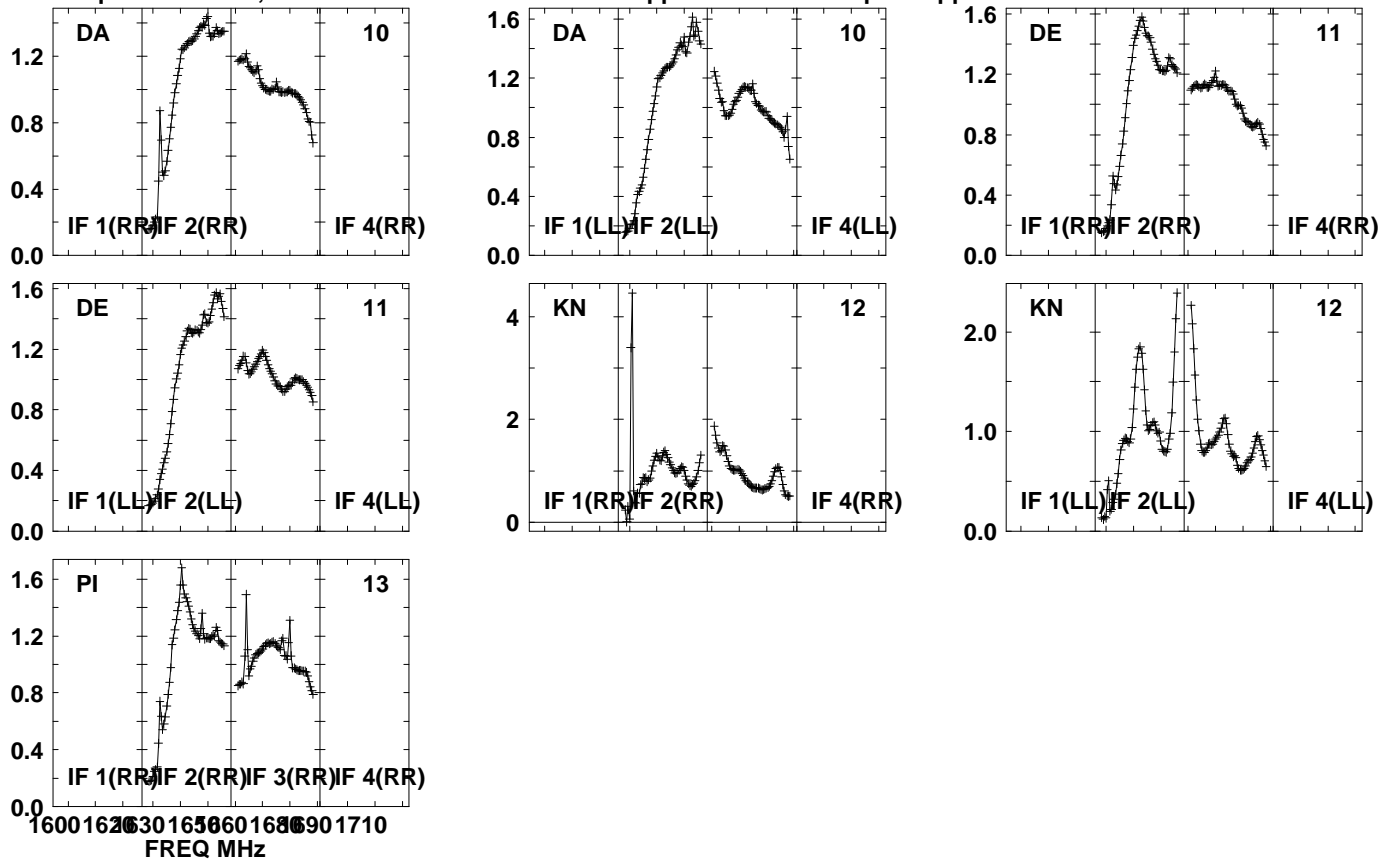 DA 10 DA 10 DE 11
1.2 1.6 1.6
0.8 1.2 1.2
0.4 0.8 0.8
0.0 0.4 0.4
0.0 0.0
IF 1(RR) IF 2(RR) IF 4(RR) IF 1(LL) IF 2(LL) IF 4(LL) IF 1(RR) IF 2(RR) IF 4(RR)
DE 11 KN 12 KN 12
1.6 4 2.0
1.2 2 1.0
0.8 0 0.0
0.4
0.0
IF 1(LL) IF 2(LL) IF 4(LL) IF 1(RR) IF 2(RR) IF 4(RR) IF 1(LL) IF 2(LL) IF 4(LL)
PI 13
1.6
1.2
0.8
0.4
0.0
IF 1(RR) IF 2(RR) IF 3(RR) IF 4(RR)
1600 1620 1630 1650 1660 1680 1690 1710
FREQ MHz